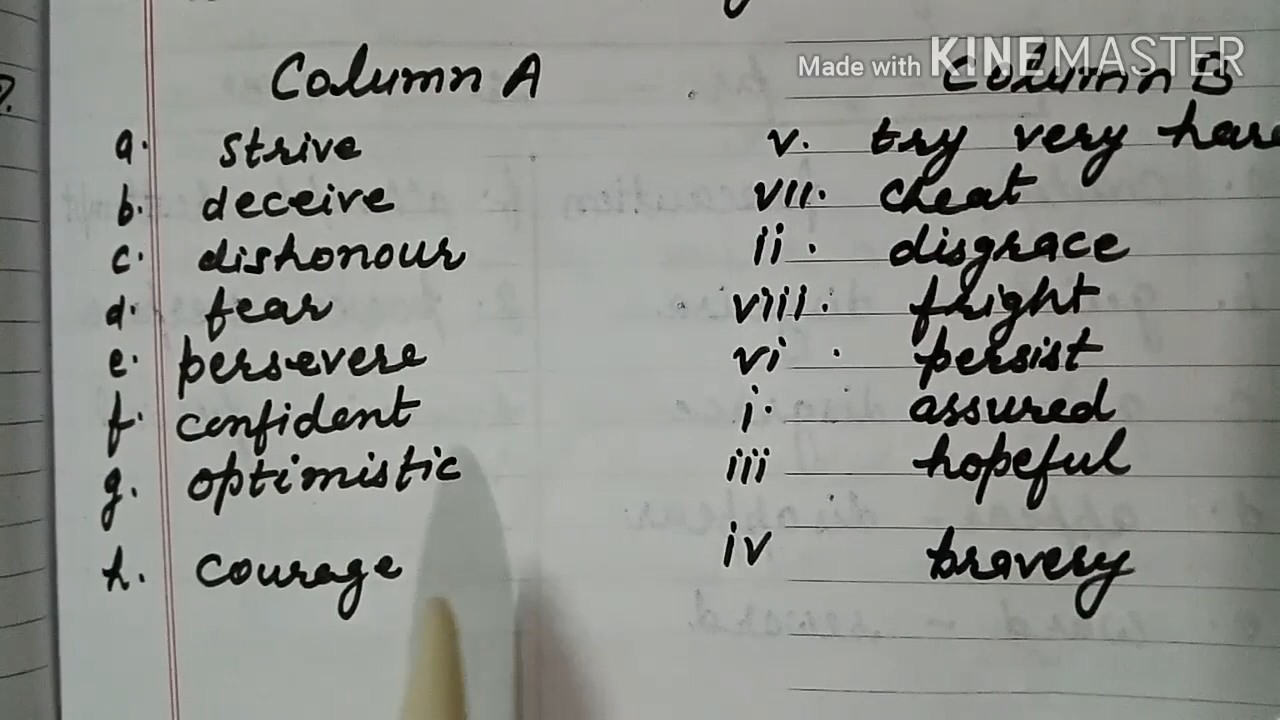 Made with KINEMASTER
Column A Column B
a. strive v. try very
b. deceive vii. cheat
c. dishonour ii. disgrace
d. fear viii. fright
e. persevere vi. persist
f. confident i. assured
g. optimistic iii hopeful
h. courage iv bravery